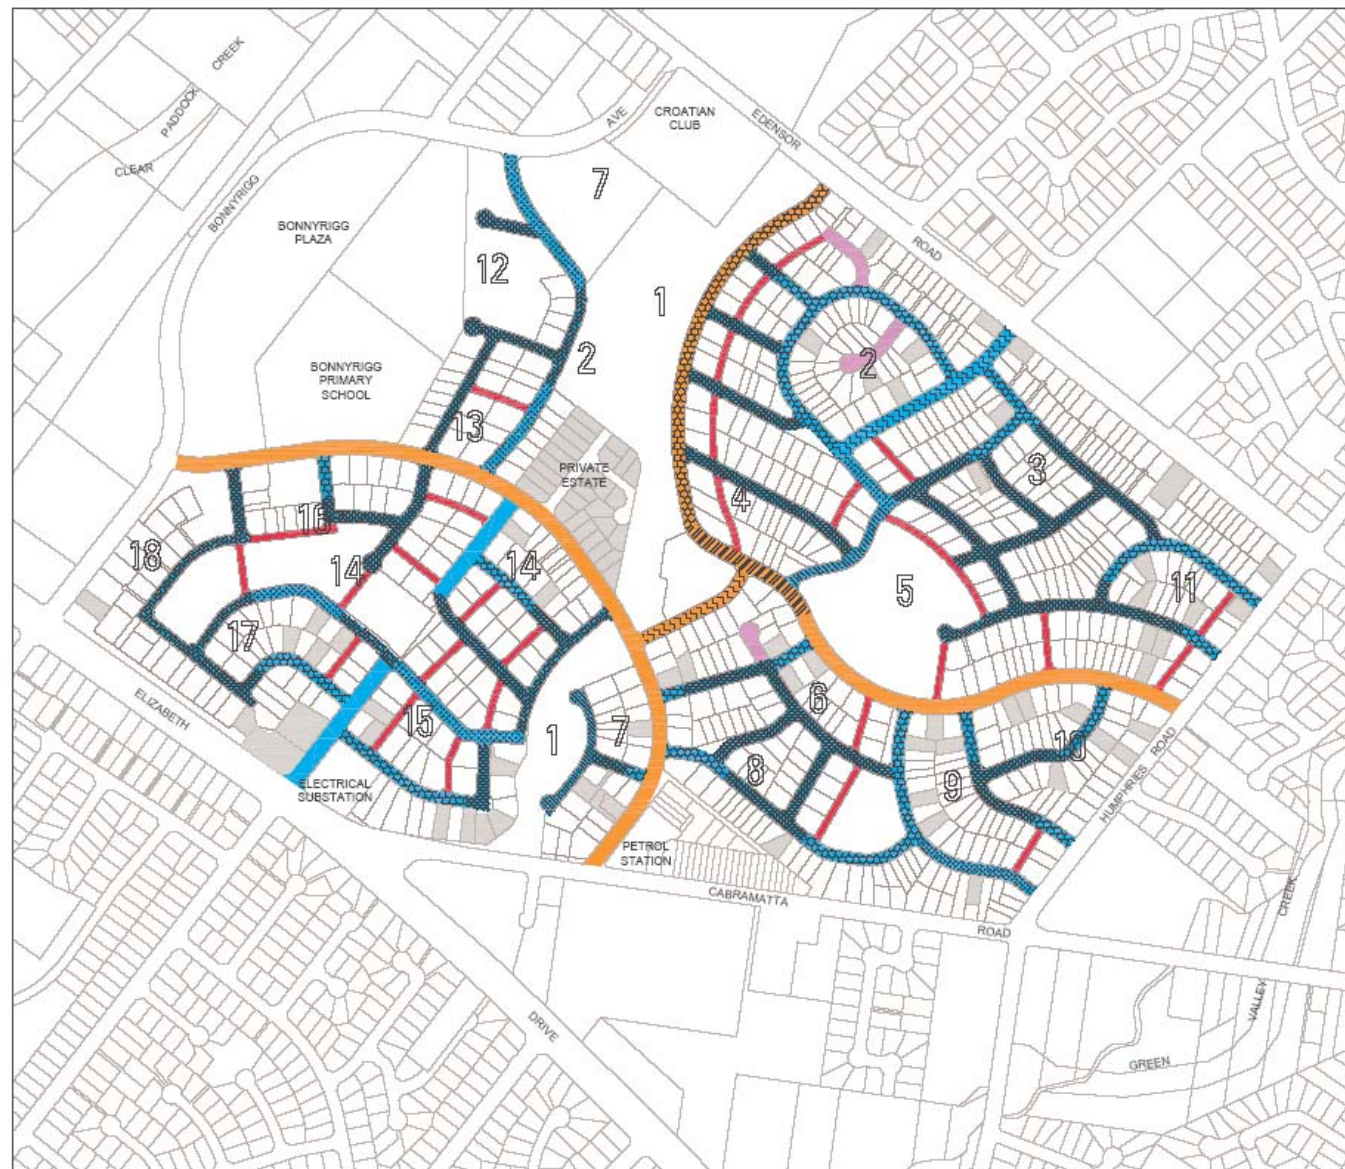 CREEK
PADDOCK
CLEAR
AVE
CROATIAN
CLUB
EDENSOR
ROAD
BONNYRIGG
BONNYRIGG
PLAZA
7
12
1
2
2
BONNYRIGG
PRIMARY
SCHOOL
13
PRIVATE
ESTATE
3
4
16
18
14
14
5
11
17
15
1
7
6
8
9
10
ELIZABETH
ELECTRICAL
SUBSTATION
PETROL
STATION
HUMPHRIES
ROAD
CABRAMATTA
ROAD
DRIVE
CREEK
VALLEY
GREEN